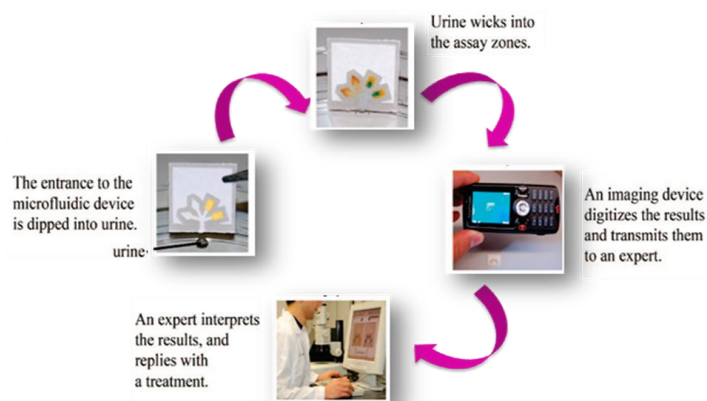 Urine wicks into
the assay zones.
The entrance to the
microfluidic device
is dipped into urine.
urine
An imaging device
digitizes the results
and transmits them
to an expert.
An expert interprets
the results, and
replies with
a treatment.